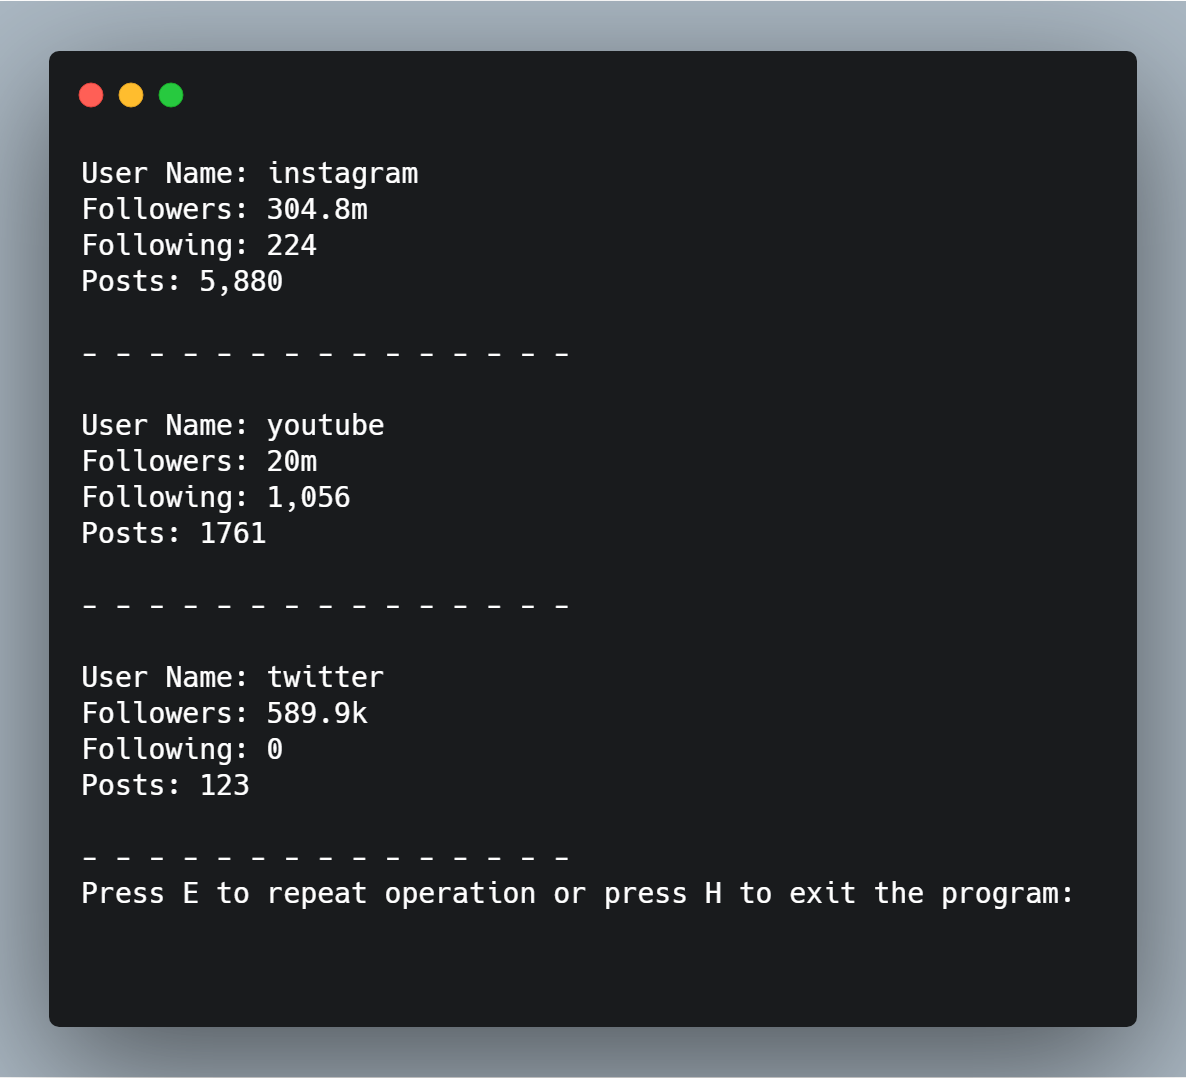 User Name: instagram
Followers: 304.8m
Following: 224
Posts: 5,880
- - - - - - - - - - - - - - -
User Name: youtube
Followers: 20m
Following: 1,056
Posts: 1761
- - - - - - - - - - - - - - -
User Name: twitter
Followers: 589.9k
Following: 0
Posts: 123
- - - - - - - - - - - - - - -
Press E to repeat operation or press H to exit the program: